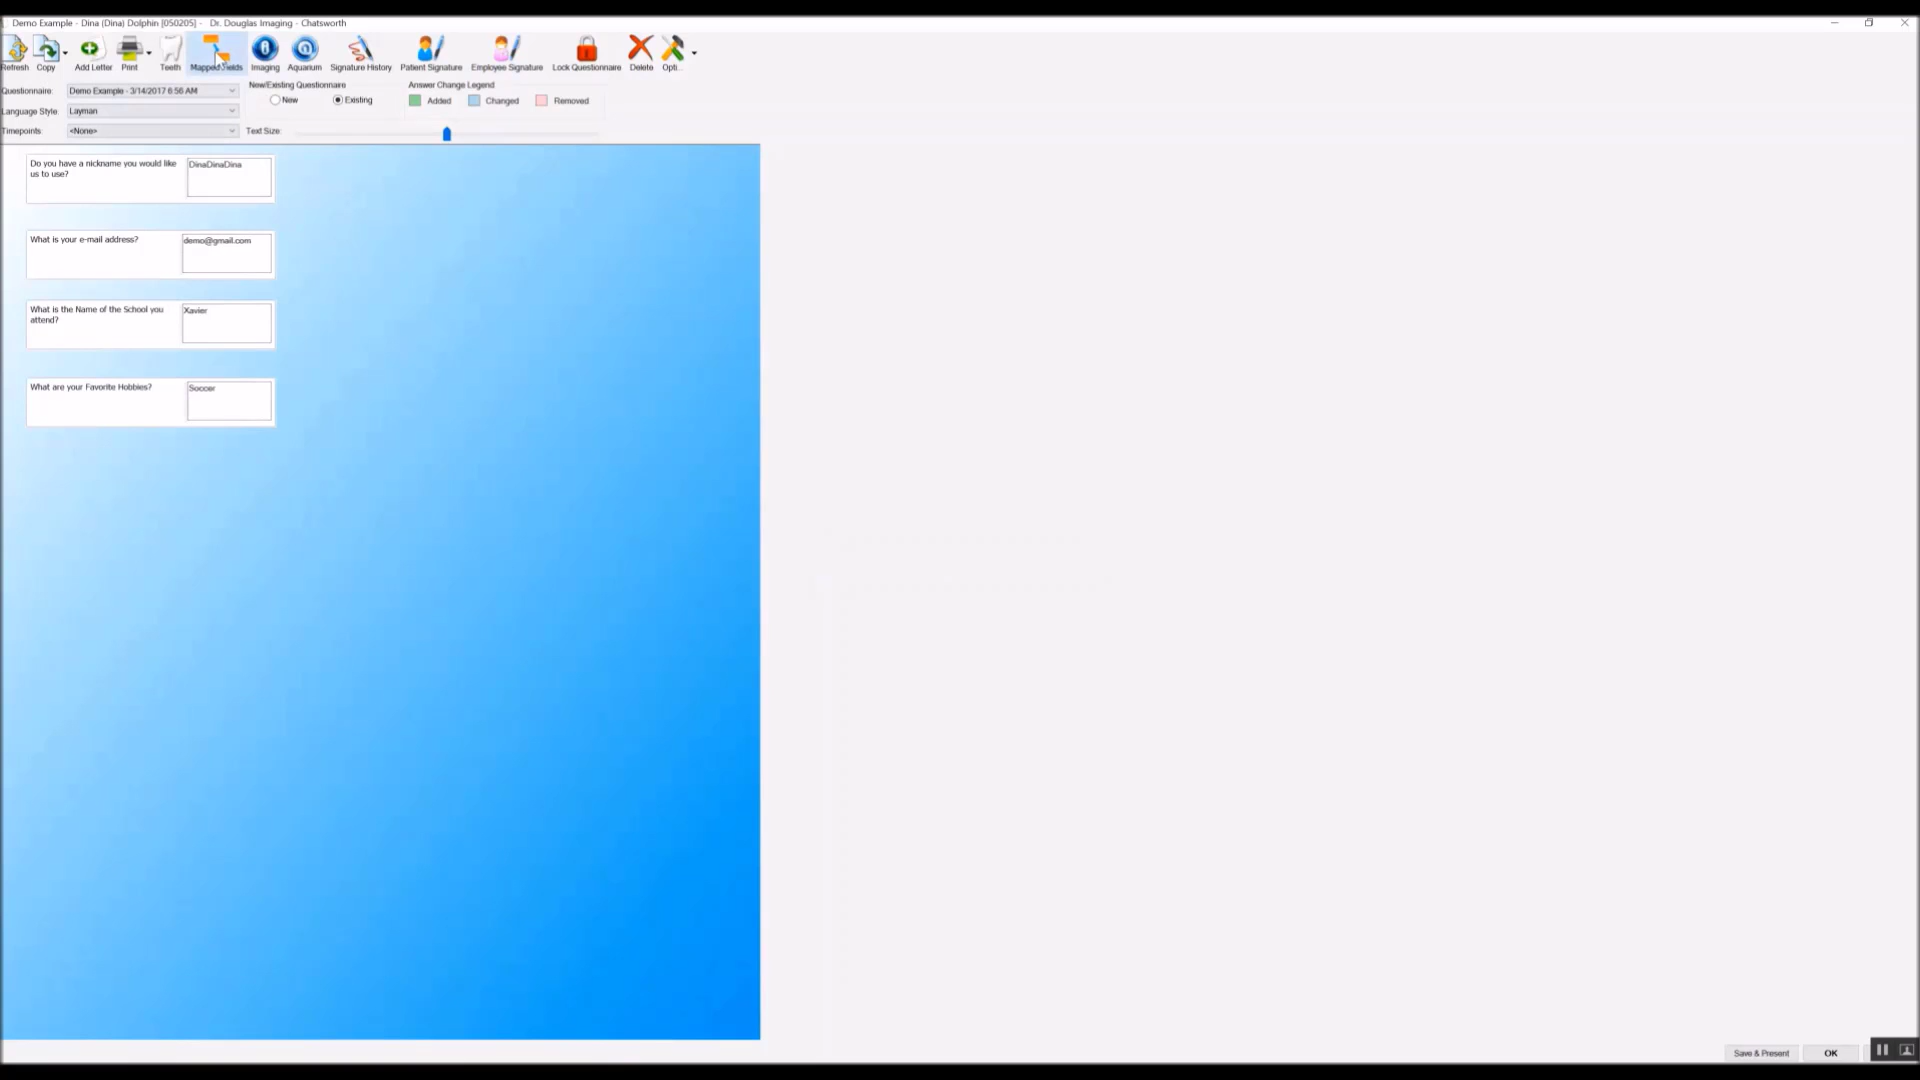 Demo Example - Dina (Dina) Dolphin [050205] - Dr. Douglas Imaging - Chatsworth
Refresh Copy Add Letter Print Teeth Mapped Fields Imaging Aquarium Signature History Patient Signature Employee Signature Lock Questionnaire Delete Opti...
Questionnaire: Demo Example - 3/14/2017 6:56 AM New/Existing Questionnaire Answer Change Legend
New Existing Added Changed Removed
Language Style: Layman
Timepoints: <None> Text Size:
Do you have a nickname you would like us to use? DinaDinaDina
What is your e-mail address? demo@gmail.com
What is the Name of the School you attend? Xavier
What are your Favorite Hobbies? Soccer
Save & Present OK